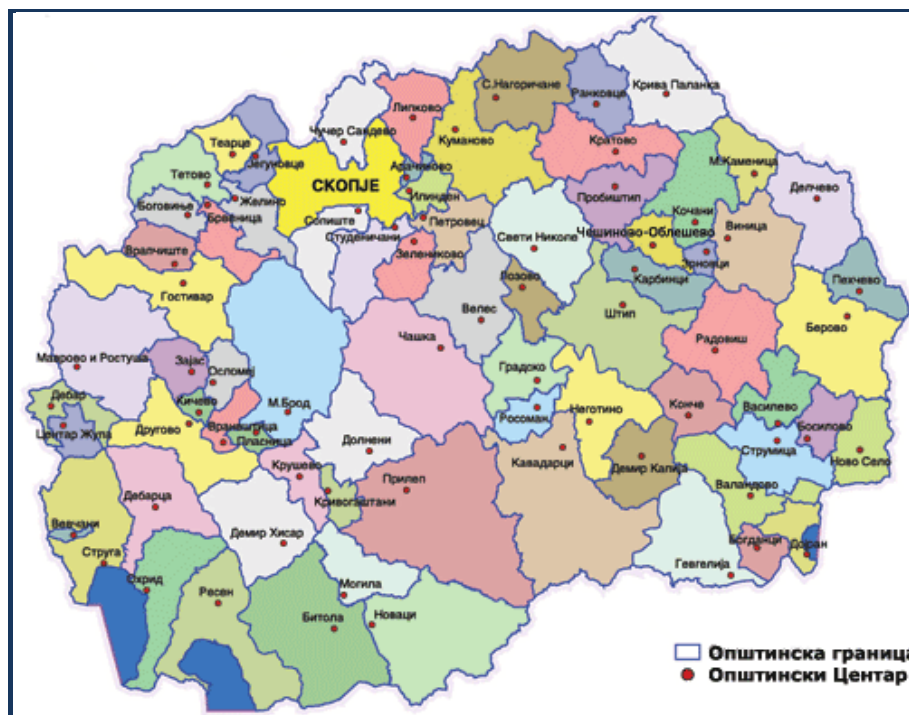 С.Нагоричане
Крива Паланка
Ранковце
Липково
Чучер Сандево
Куманово
Кратово
Теарце
Јегуновце
М.Каменица
Арачиново
Тетово
СКОПЈЕ
Пробиштип
Делчево
Илинден
Желино
Боговиње
Брвеница
Сопиште
Петровец
Кочани
Студеничани
Свети Николе
Чешиново-Облешево
Виница
Врапчиште
Зелениково
Зрновци
Лозово
Карбинци
Гостивар
Пехчево
Велес
Штип
Берово
Чашка
Радовиш
Маврово и Ростуша
Зајас
Осломеј
Градско
Дебар
Кичево
М.Брод
Росоман
Неготино
Конче
Василево
Центар Жупа
Другово
Вранештица
Пласница
Долнени
Босилово
Струмица
Крушево
Кавадарци
Демир Капија
Ново Село
Прилеп
Валандово
Дебарца
Кривогаштани
Вевчани
Демир Хисар
Струга
Богданци
Дојран
Гевгелија
Охрид
Ресен
Могила
Битола
Новаци
Општинска граница
Општински Центар